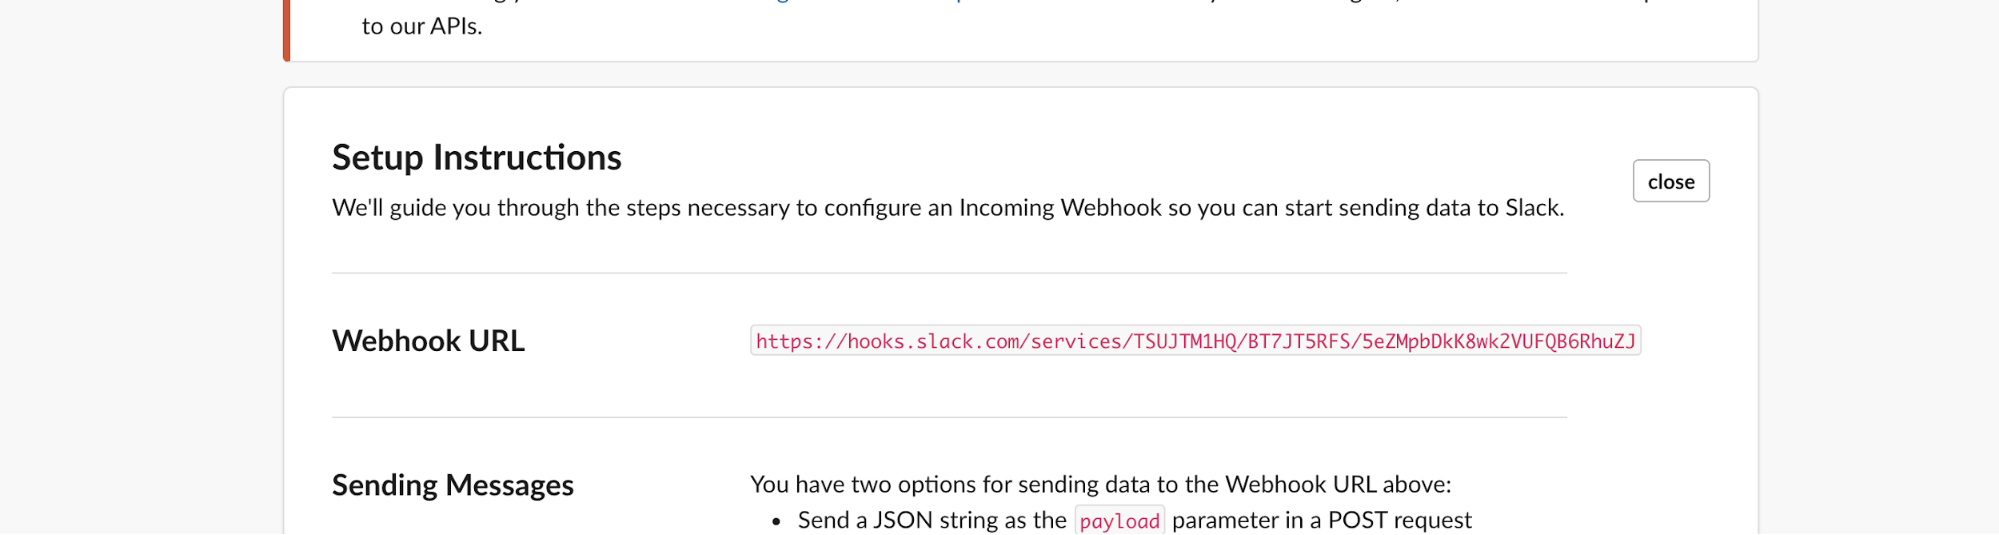 to our APIs.
Setup Instructions
close
We'll guide you through the steps necessary to configure an Incoming Webhook so you can start sending data to Slack.
Webhook URL
https://hooks.slack.com/services/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
Sending Messages
You have two options for sending data to the Webhook URL above:
• Send a JSON string as the payload parameter in a POST request